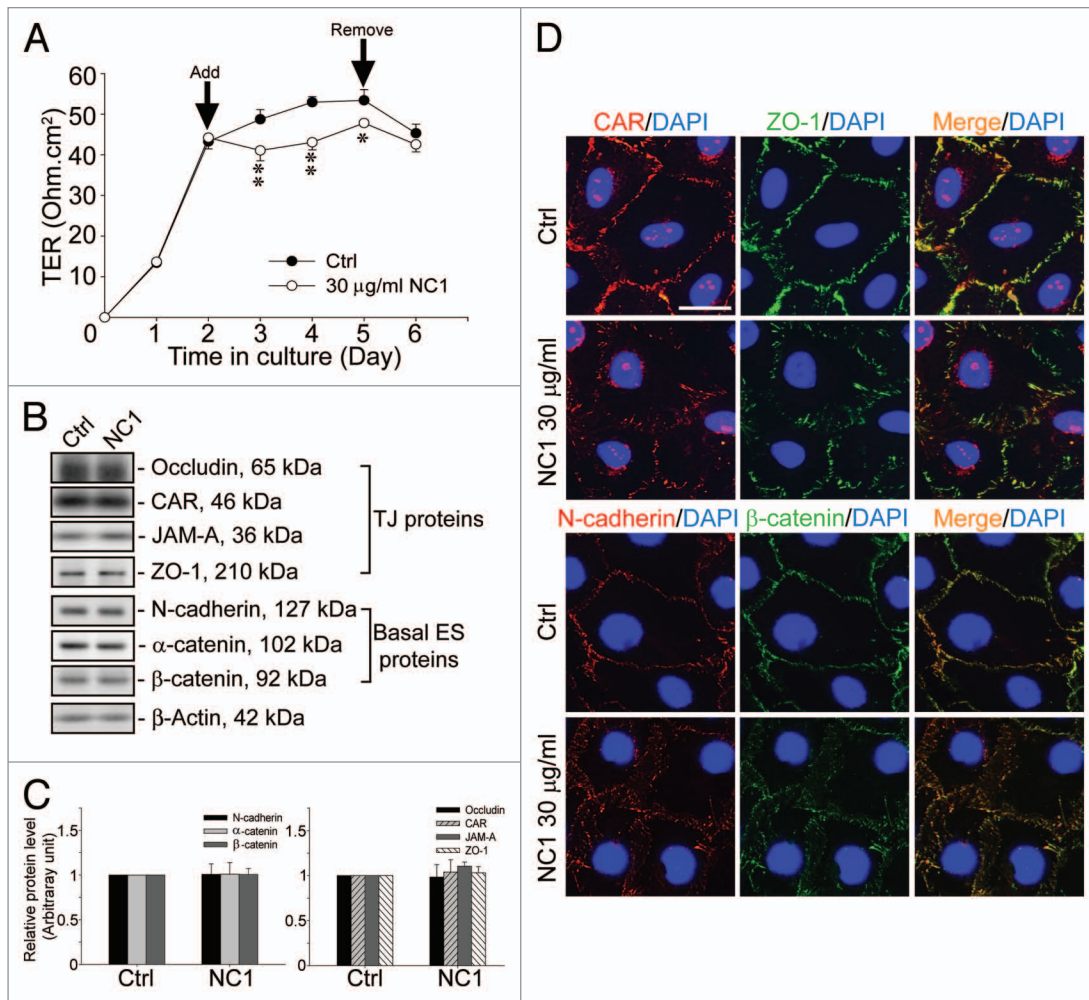 A
Add
Remove
TER (Ohm.cm²)
60
50
40
30
20
10
0
1
2
3
4
5
6
**
**
*
Ctrl
30 μg/ml NC1
Time in culture (Day)
B
Ctrl
NC1
- Occludin, 65 kDa
- CAR, 46 kDa
- JAM-A, 36 kDa
- ZO-1, 210 kDa
TJ proteins
- N-cadherin, 127 kDa
- α-catenin, 102 kDa
- β-catenin, 92 kDa
Basal ES
proteins
- β-Actin, 42 kDa
C
Relative protein level
(Arbitraray unit)
1.5
1
0.5
0
N-cadherin
α-catenin
β-catenin
Ctrl
NC1
1.5
1
0.5
0
Occludin
CAR
JAM-A
ZO-1
Ctrl
NC1
D
CAR/DAPI
ZO-1/DAPI
Merge/DAPI
Ctrl
NC1 30 μg/ml
N-cadherin/DAPI
β-catenin/DAPI
Merge/DAPI
Ctrl
NC1 30 μg/ml